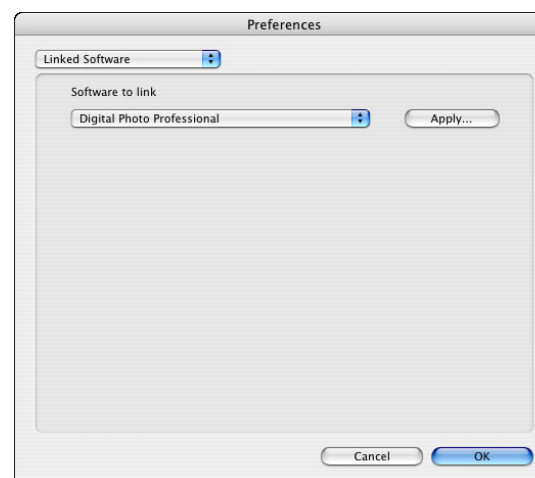 Preferences
Linked Software
Software to link
Digital Photo Professional
Apply...
Cancel
OK